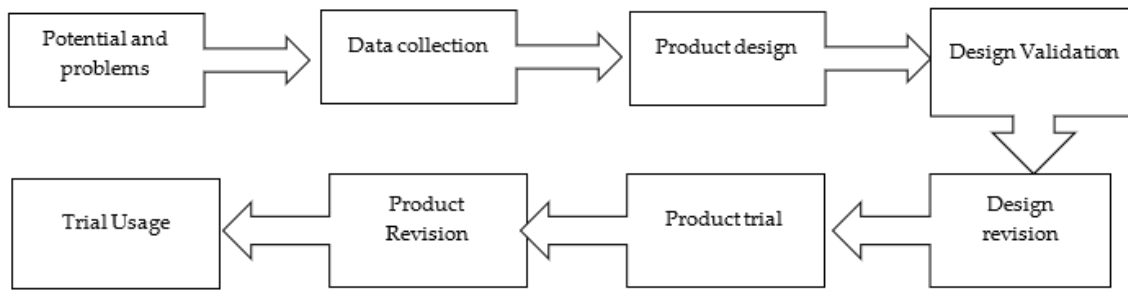 Potential and
problems
Data collection
Product design
Design Validation
Trial Usage
Product
Revision
Product trial
Design
revision